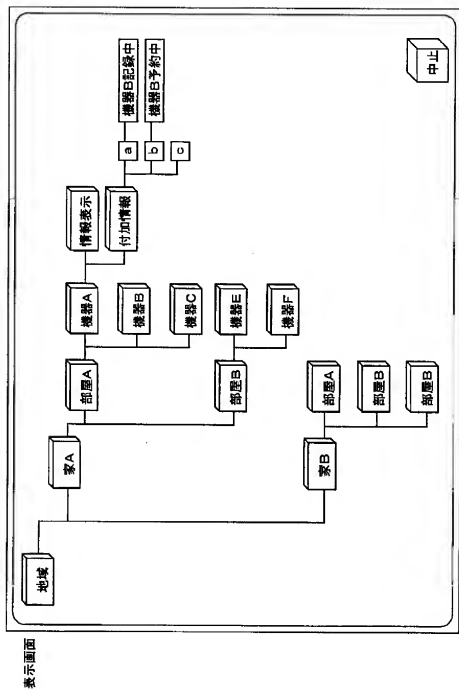 表示画面
地域
家A
部屋A
機器A
情報表示
付加情報
a
機器B記録中
b
機器B予約中
c
機器B
機器C
部屋B
機器E
機器F
家B
部屋A
部屋B
部屋B
中止